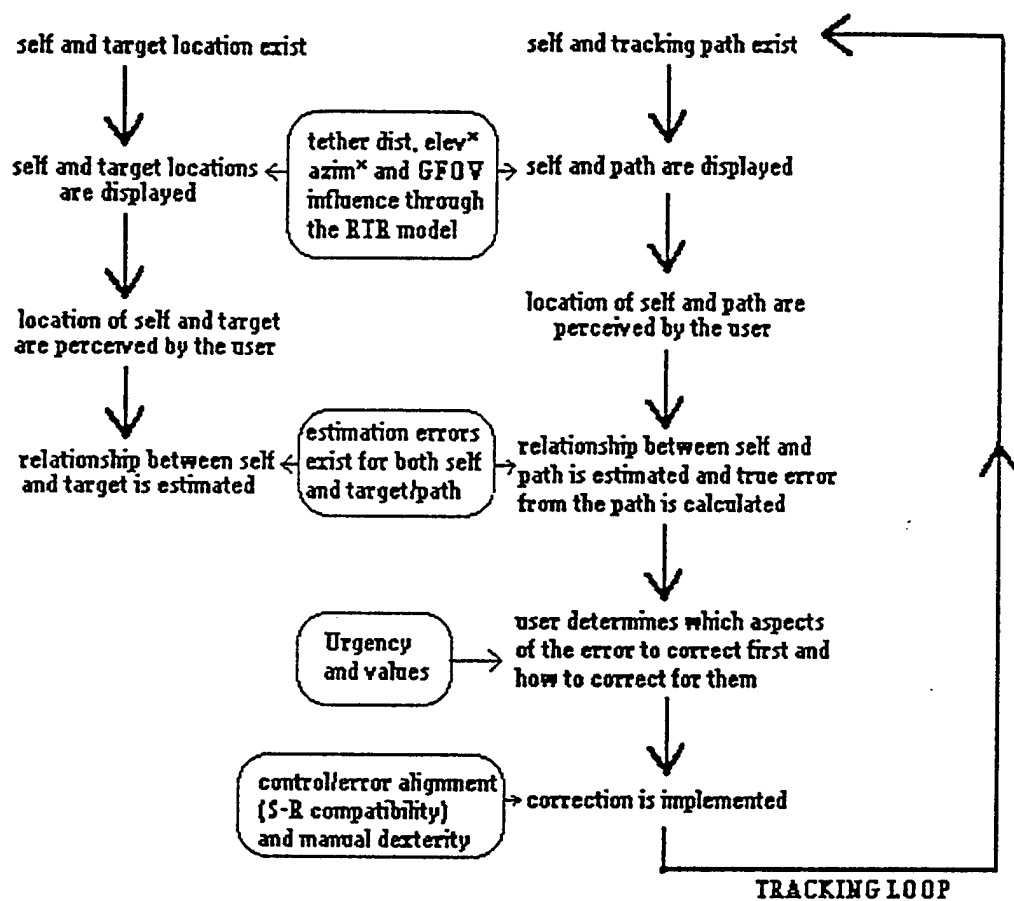 self and target location exist
self and target locations
are displayed
location of self and target
are perceived by the user
relationship between self
and target is estimated
tether dist, elev*
azim* and GFOV
influence through
the RTR model
estimation errors
exist for both self
and target/path
Urgency
and values
control/error alignment
(S-R compatibility)
and manual dexterity
self and tracking path exist
self and path are displayed
location of self and path are
perceived by the user
relationship between self and
path is estimated and true error
from the path is calculated
user determines which aspects
of the error to correct first and
how to correct for them
correction is implemented
TRACKING LOOP